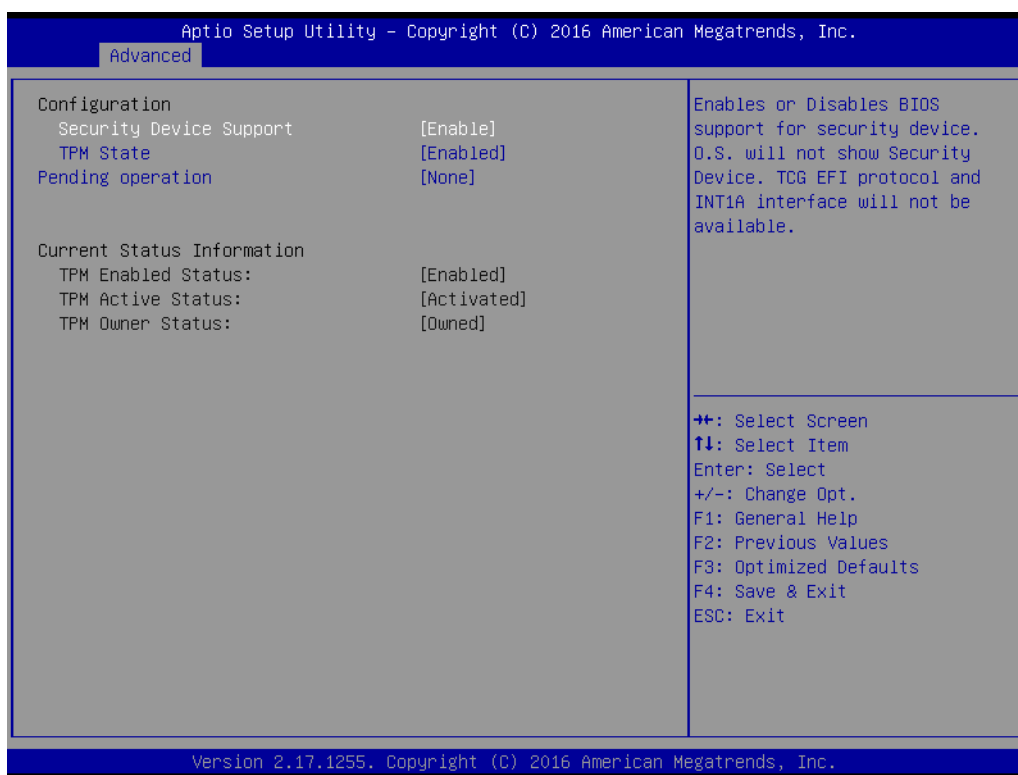 Aptio Setup Utility – Copyright (C) 2016 American Megatrends, Inc.
Advanced
Configuration
Security Device Support [Enable]
TPM State [Enabled]
Pending operation [None]
Current Status Information
TPM Enabled Status: [Enabled]
TPM Active Status: [Activated]
TPM Owner Status: [Owned]
Enables or Disables BIOS
support for security device.
O.S. will not show Security
Device. TCG EFI protocol and
INT1A interface will not be
available.
→←: Select Screen
↑↓: Select Item
Enter: Select
+/-: Change Opt.
F1: General Help
F2: Previous Values
F3: Optimized Defaults
F4: Save & Exit
ESC: Exit
Version 2.17.1255. Copyright (C) 2016 American Megatrends, Inc.